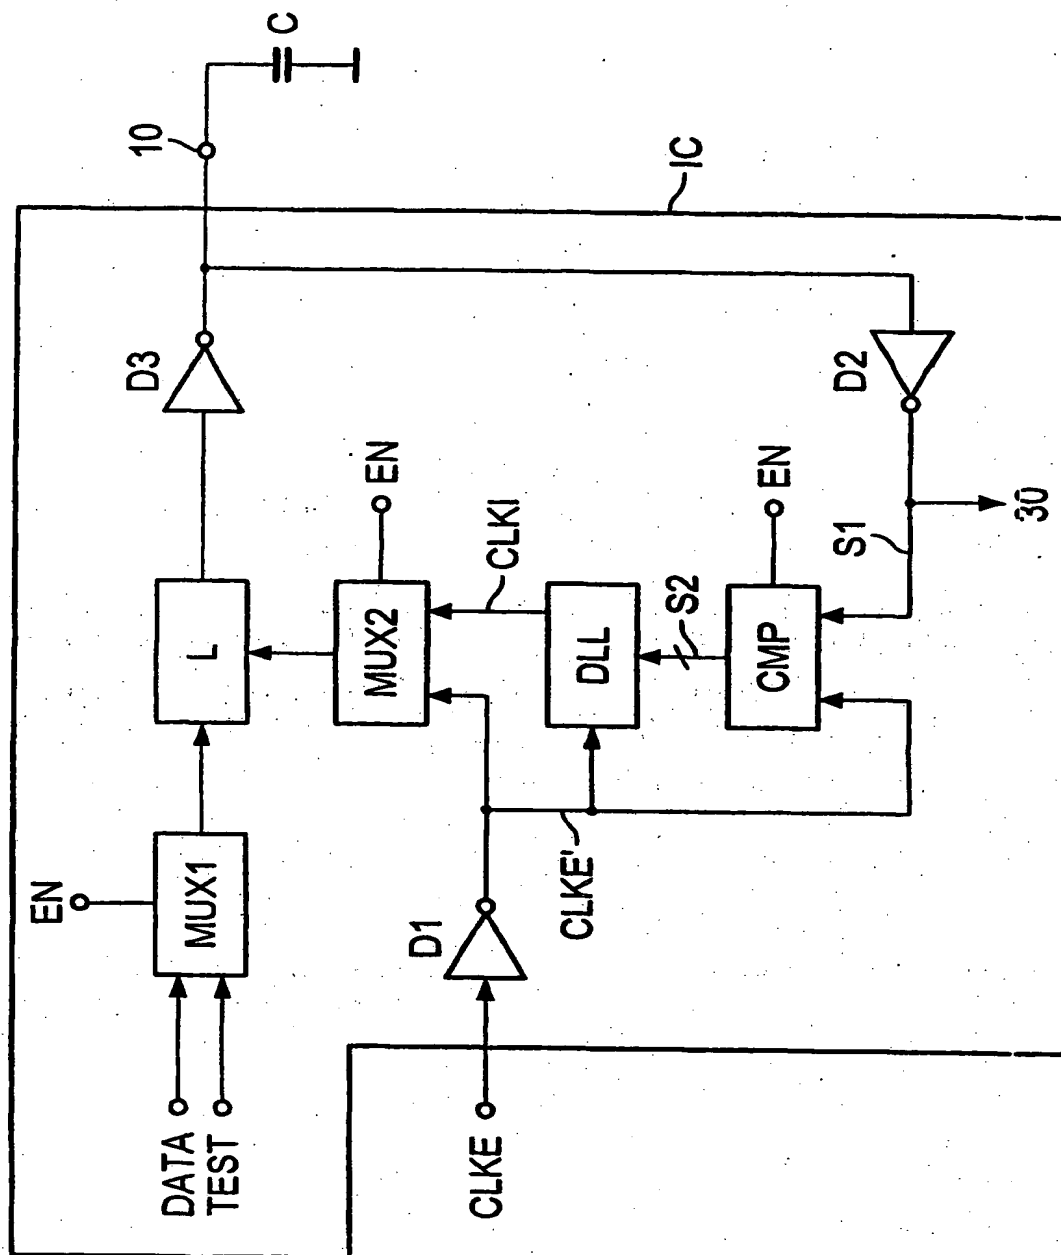 DATA
TEST
EN
MUX1
L
D3
10
C
IC
CLKE
D1
CLKE'
MUX2
EN
CLKI
DLL
S2
CMP
EN
S1
D2
30